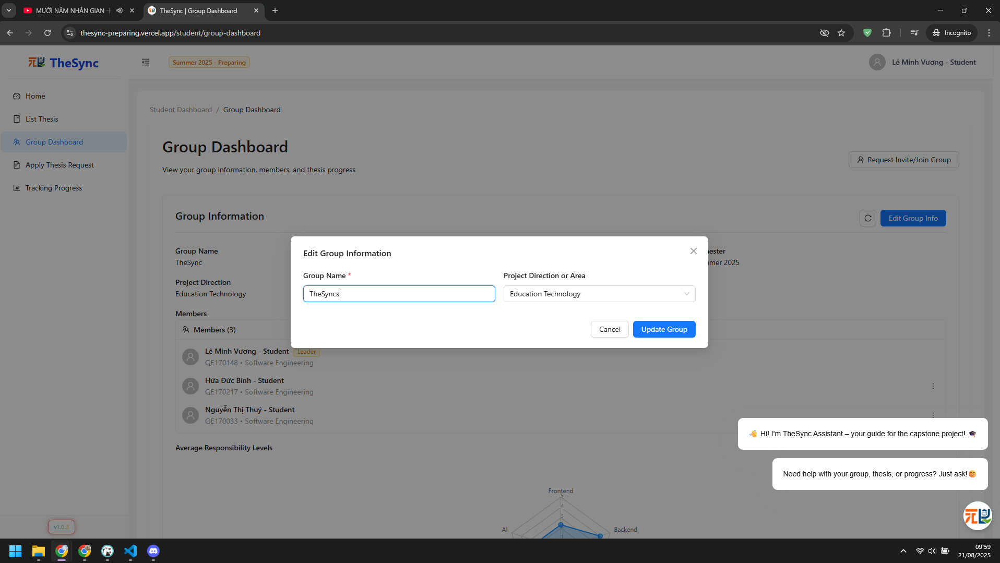 MƯỜI NĂM NHÂN GIAN
TheSync | Group Dashboard
thesync-preparing.vercel.app/student/group-dashboard
Incognito
TheSync
Summer 2025 - Preparing
Lê Minh Vương - Student
Home
List Thesis
Group Dashboard
Apply Thesis Request
Tracking Progress
v1.0.3
Student Dashboard / Group Dashboard
Group Dashboard
View your group information, members, and thesis progress
Request Invite/Join Group
Group Information
Edit Group Info
Group Name
TheSync
ester
mer 2025
Project Direction
Education Technology
Members
Members (3)
Lê Minh Vương - Student Leader
QE170148 • Software Engineering
Hứa Đức Bình - Student
QE170217 • Software Engineering
Nguyễn Thị Thuý - Student
QE170033 • Software Engineering
Average Responsibility Levels
Frontend
5
4
3
1
AI
Backend
Edit Group Information
Group Name *
TheSyncs
Project Direction or Area
Education Technology
Cancel
Update Group
👋 Hi! I'm TheSync Assistant – your guide for the capstone project! 🎓
Need help with your group, thesis, or progress? Just ask!😊
09:59
21/08/2025